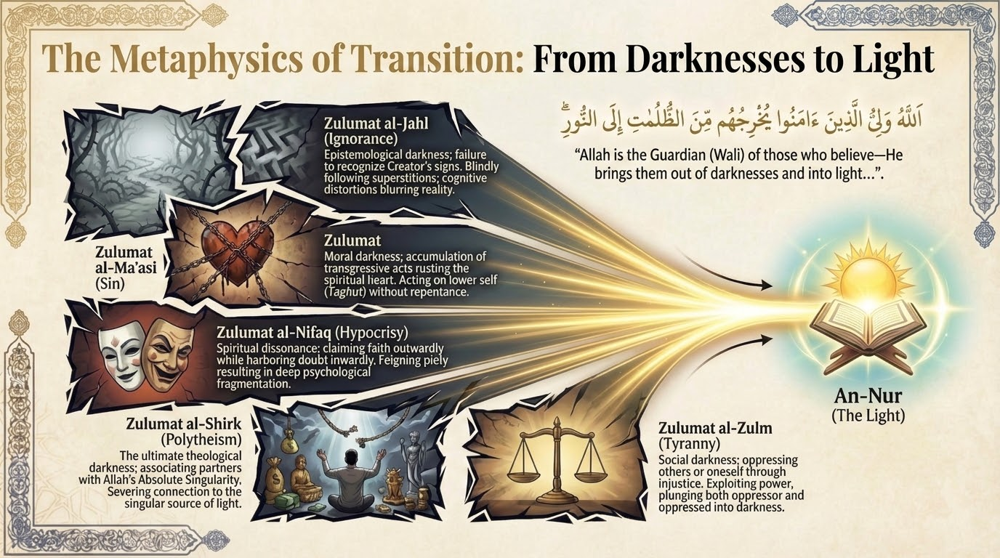 The Metaphysics of Transition: From Darknesses to Light
Zulumat al-Jahl
(Ignorance)
Epistemological darkness; failure
to recognize Creator's signs. Blindly
following superstitions; cognitive
distortions blurring reality.
اَللَّهُ وَلِىُّ الَّذِينَ ءَامَنُوا يُخْرِجُهُم مِّنَ الظُّلُمَٰتِ إِلَى النُّورِ ۖ
“Allah is the Guardian (Wali) of those who believe—He
brings them out of darknesses and into light...”.
Zulumat
al-Ma’asi
(Sin)
Zulumat
Moral darkness; accumulation of
transgressive acts rusting the
spiritual heart. Acting on lower self
(Taghut) without repentance.
Zulumat al-Nifaq (Hypocrisy)
Spiritual dissonance; claiming faith outwardly
while harboring doubt inwardly. Feigning piely
resulting in deep psychological
fragmentation.
Zulumat al-Shirk
(Polytheism)
The ultimate theological
darkness; associating partners
with Allah’s Absolute Singularity,
Severing connection to the
singular source of light.
Zulumat al-Zulm
(Tyranny)
Social darkness; oppressing
others or oneself through
injustice. Exploiting power,
plunging both oppressor and
oppressed into darkness.
An-Nur
(The Light)